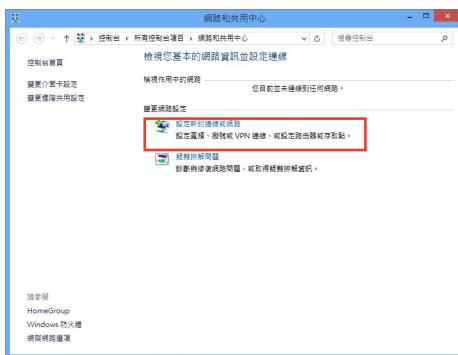 網路和共用中心
控制台 ▸ 所有控制台項目 ▸ 網路和共用中心
搜尋控制台
控制台首頁
變更介面卡設定
變更進階共用設定
檢視您基本的網路資訊並設定連線
檢視作用中的網路
您目前並未連線到任何網路。
變更網路設定
設定新的連線或網路
設定寬頻、撥號或 VPN 連線，或設定路由器或存取點。
疑難排解問題
診斷與修復網路問題，或取得疑難排解資訊。
請參閱
HomeGroup
Windows 防火牆
網際網路選項